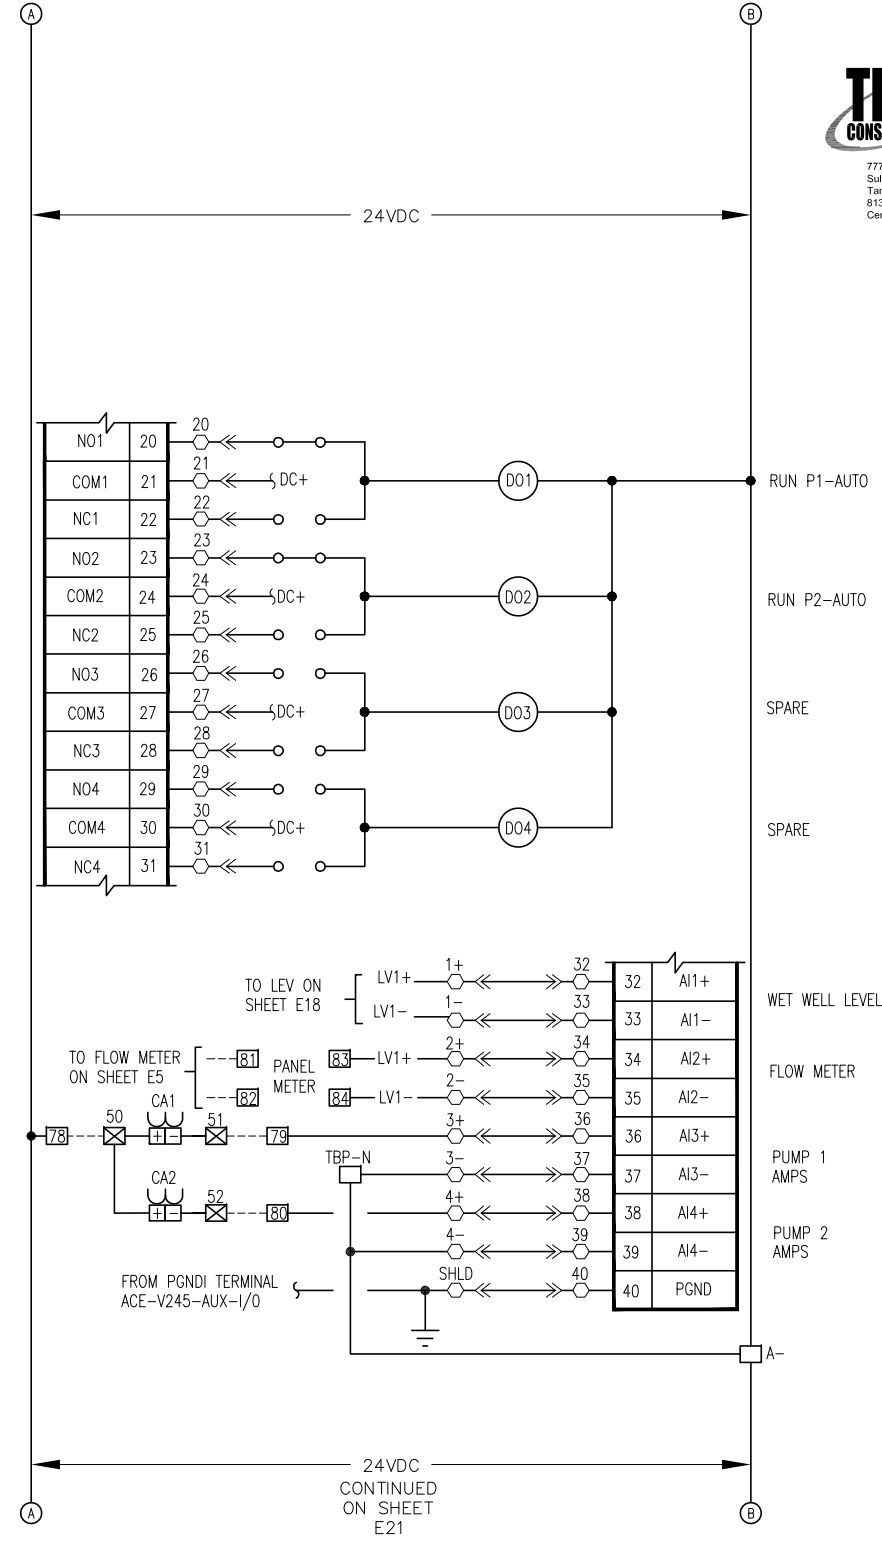 A B
CONS
777
Sui
Tar
813
Cer
24VDC
20
NO1 20
21
COM1 21 DC+ DO1 RUN P1-AUTO
22
NC1 22
23
NO2 23
24
COM2 24 DC+ DO2 RUN P2-AUTO
25
NC2 25
26
NO3 26
27
COM3 27 DC+ DO3 SPARE
28
NC3 28
29
NO4 29
30
COM4 30 DC+ DO4 SPARE
31
NC4 31
TO LEV ON
SHEET E18
LV1+ 1+ 32 32 AI1+
LV1- 1- 33 33 AI1-
WET WELL LEVEL
TO FLOW METER
ON SHEET E5
81 PANEL
METER
83 LV1+ 2+ 34 34 AI2+
82 84 LV1- 2- 35 35 AI2-
FLOW METER
78 50 CA1 + - 51 79 3+ 36 36 AI3+
TBP-N 3- 37 37 AI3-
PUMP 1
AMPS
CA2 + - 52 80 4+ 38 38 AI4+
4- 39 39 AI4-
PUMP 2
AMPS
FROM PGNDI TERMINAL
ACE-V245-AUX-I/0
SHLD 40 40 PGND
A-
24VDC
CONTINUED
ON SHEET
E21
A B